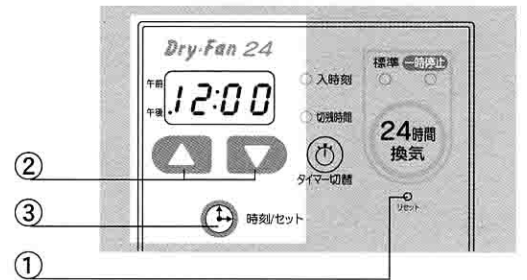 Dry・Fan 24
午前
午後
.12:00
入時刻
切残時間
タイマー切替
時刻/セット
標準 一時停止
24時間
換気
リセット
②
③
①